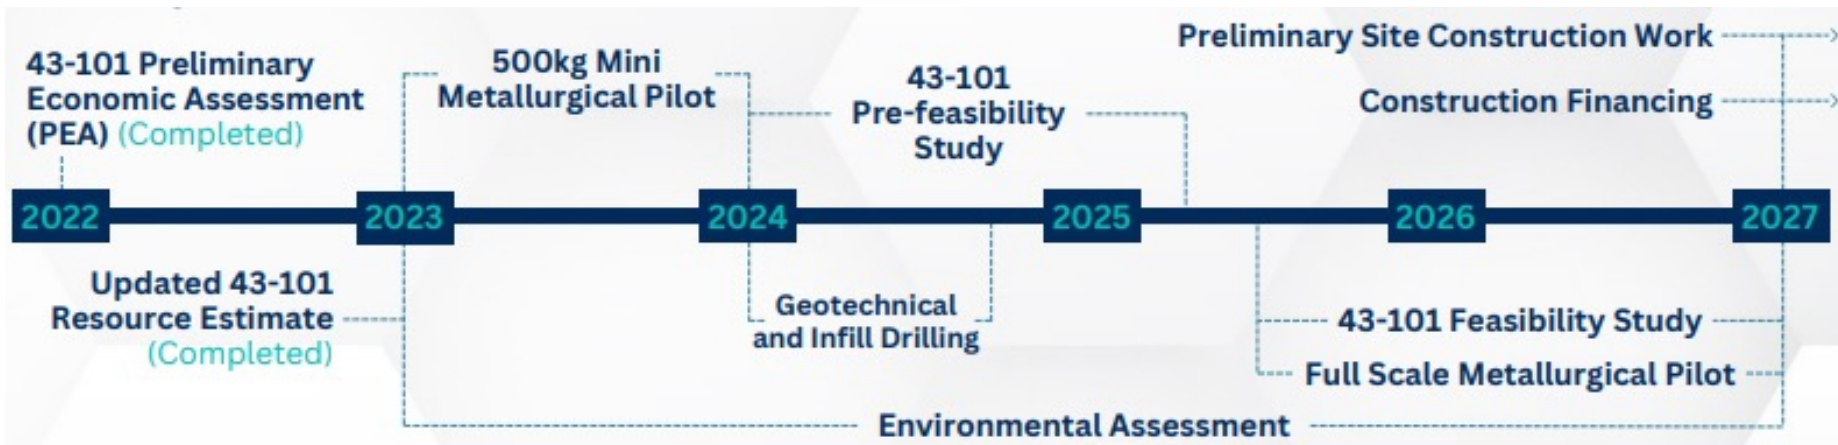 43-101 Preliminary
Economic Assessment
(PEA) (Completed)
500kg Mini
Metallurgical Pilot
43-101
Pre-feasibility
Study
Preliminary Site Construction Work
Construction Financing
2022
2023
2024
2025
2026
2027
Updated 43-101
Resource Estimate
(Completed)
Geotechnical
and Infill Drilling
43-101 Feasibility Study
Full Scale Metallurgical Pilot
Environmental Assessment